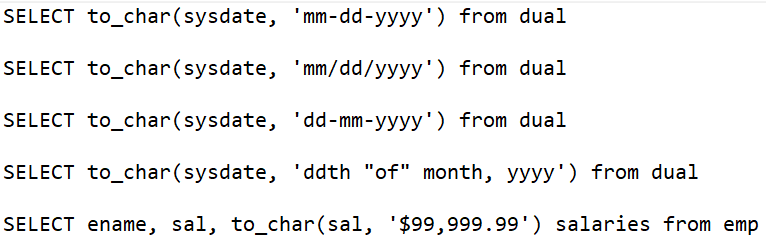 SELECT to_char(sysdate, 'mm-dd-yyyy') from dual
SELECT to_char(sysdate, 'mm/dd/yyyy') from dual
SELECT to_char(sysdate, 'dd-mm-yyyy') from dual
SELECT to_char(sysdate, 'ddth "of" month, yyyy') from dual
SELECT ename, sal, to_char(sal, '$99,999.99') salaries from emp